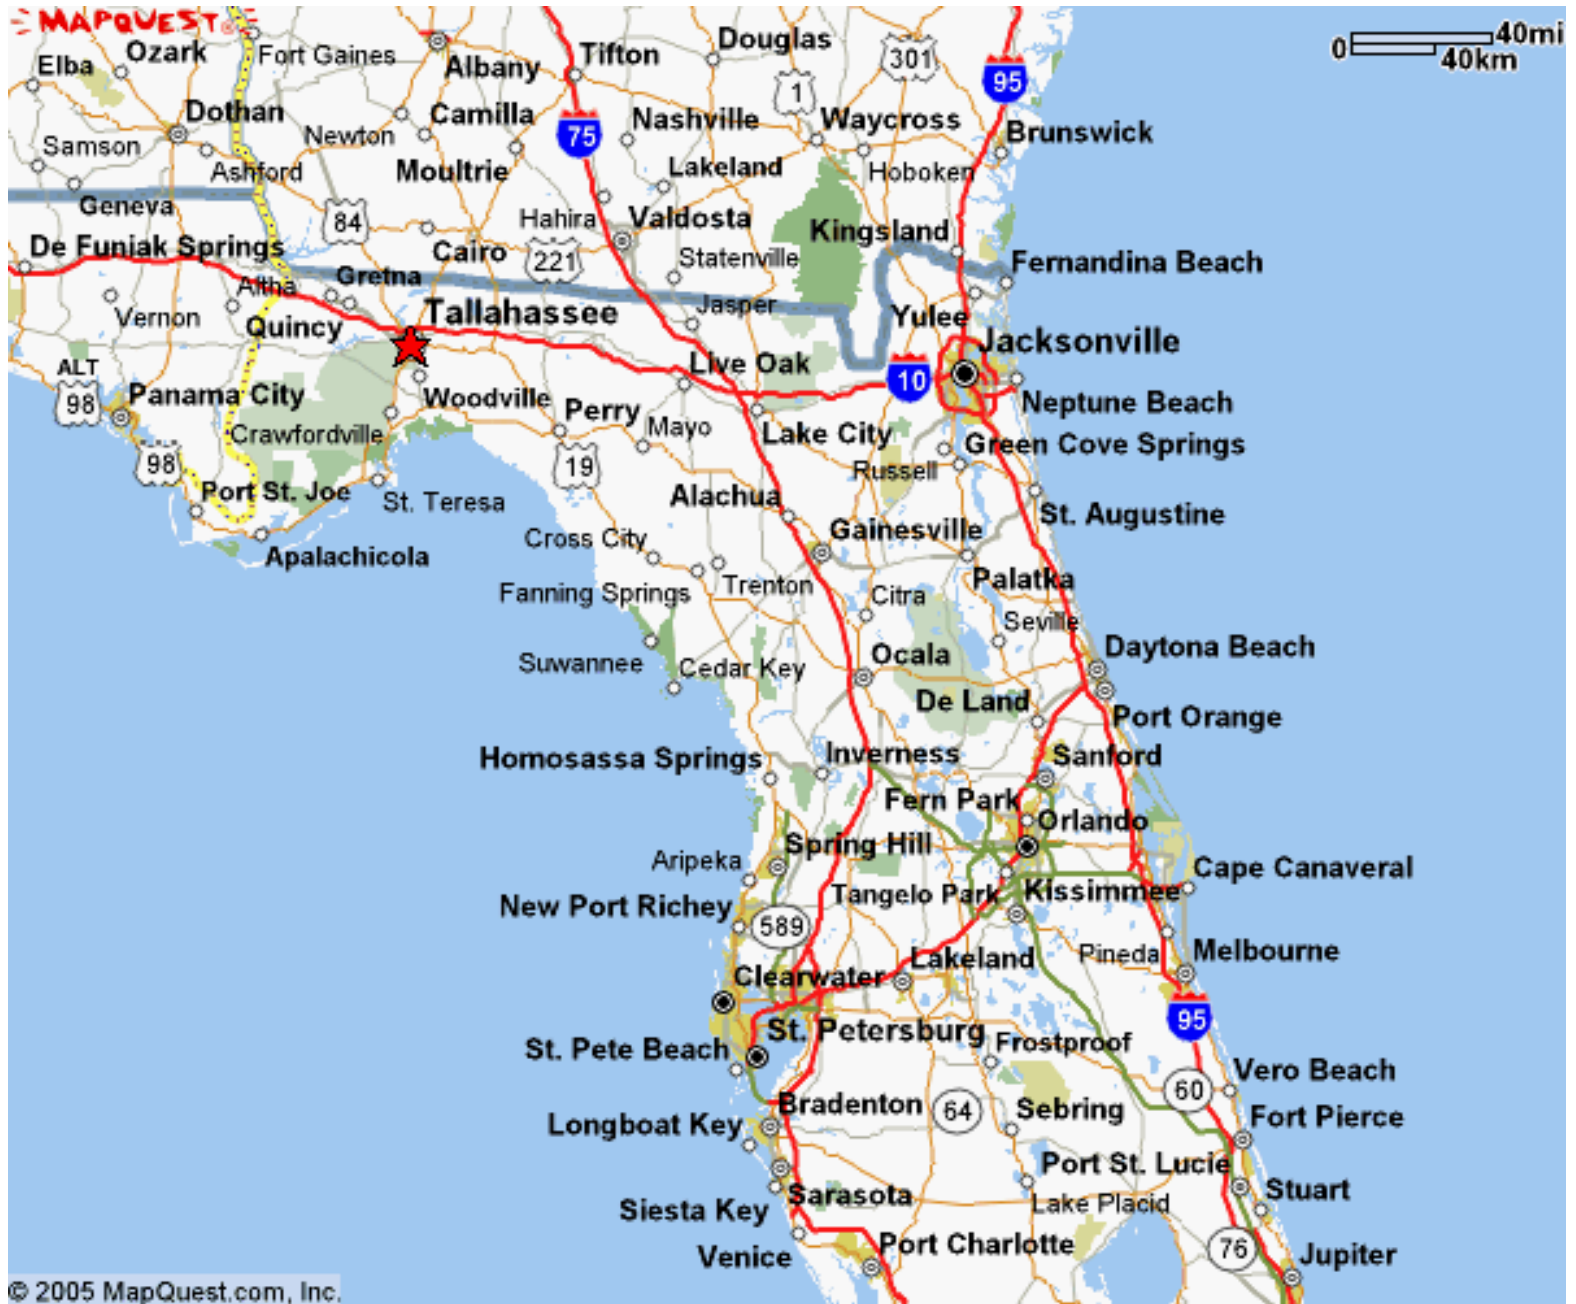 MAPQUEST®
Elba
Ozark
Fort Gaines
Albany
Tifton
Douglas
301
95
0 40mi
40km
Dothan
Newton
Camilla
75
Nashville
1
Waycross
Brunswick
Samson
Ashford
Moultrie
Lakeland
Hoboken
Geneva
84
Hahira
Valdosta
Kingsland
De Funiak Springs
Cairo
221
Statenville
Fernandina Beach
Altha
Gretna
Jasper
Vernon
Quincy
Tallahassee
Yulee
Jacksonville
ALT
98
Panama City
Woodville
Live Oak
10
Neptune Beach
Crawfordville
Perry
Mayo
Lake City
Green Cove Springs
98
19
Russell
Port St. Joe
St. Teresa
Alachua
St. Augustine
Apalachicola
Cross City
Gainesville
Fanning Springs
Trenton
Citra
Palatka
Seville
Suwannee
Cedar Key
Ocala
Daytona Beach
De Land
Port Orange
Homosassa Springs
Inverness
Sanford
Fern Park
Orlando
Aripeka
Spring Hill
Cape Canaveral
New Port Richey
589
Tangelo Park
Kissimmee
Clearwater
Lakeland
Pineda
Melbourne
95
St. Pete Beach
St. Petersburg
Frostproof
60
Vero Beach
Longboat Key
Bradenton
64
Sebring
Fort Pierce
Port St. Lucie
Siesta Key
Sarasota
Lake Placid
Stuart
Venice
Port Charlotte
76
Jupiter
© 2005 MapQuest.com, Inc.